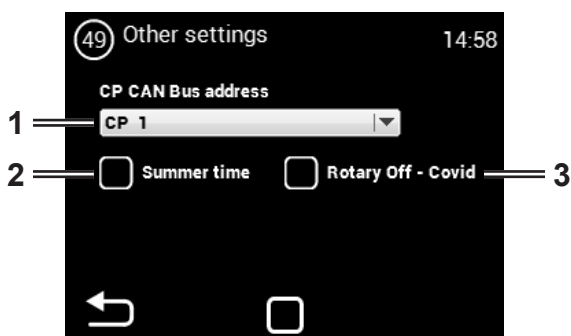 49 Other settings 14:58
CP CAN Bus address
1 CP 1
2 Summer time Rotary Off - Covid 3